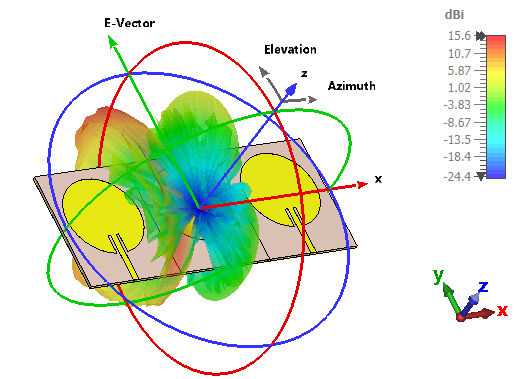 dBi
E-Vector
15.6
Elevation
10.7
z
5.87
Azimuth
1.02
-3.83
-8.67
-13.5
x
-18.4
-24.4
y
z
x